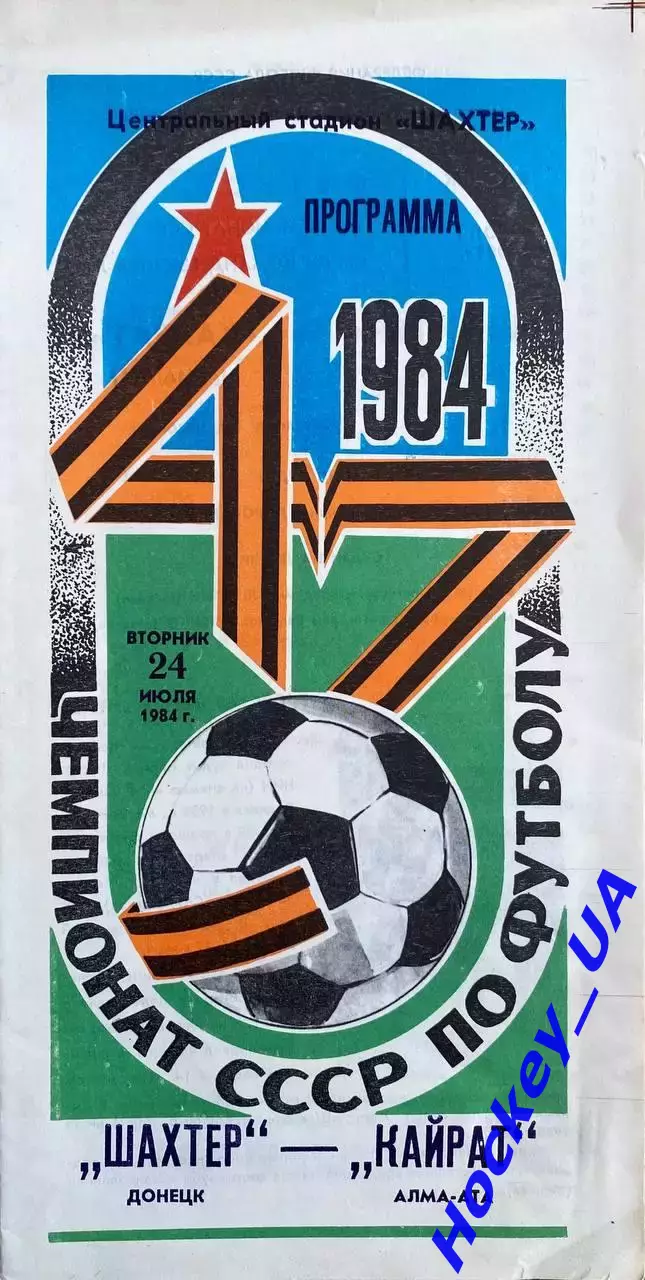 Центральный стадион «ШАХТЕР»
ПРОГРАММА
1984
47
ВТОРНИК
24
ИЮЛЯ
1984 г.
ЧЕМПИОНАТ СССР ПО ФУТБОЛУ
„ШАХТЕР“ — „КАЙРАТ“
ДОНЕЦК АЛМА-АТА
Hockey_UA